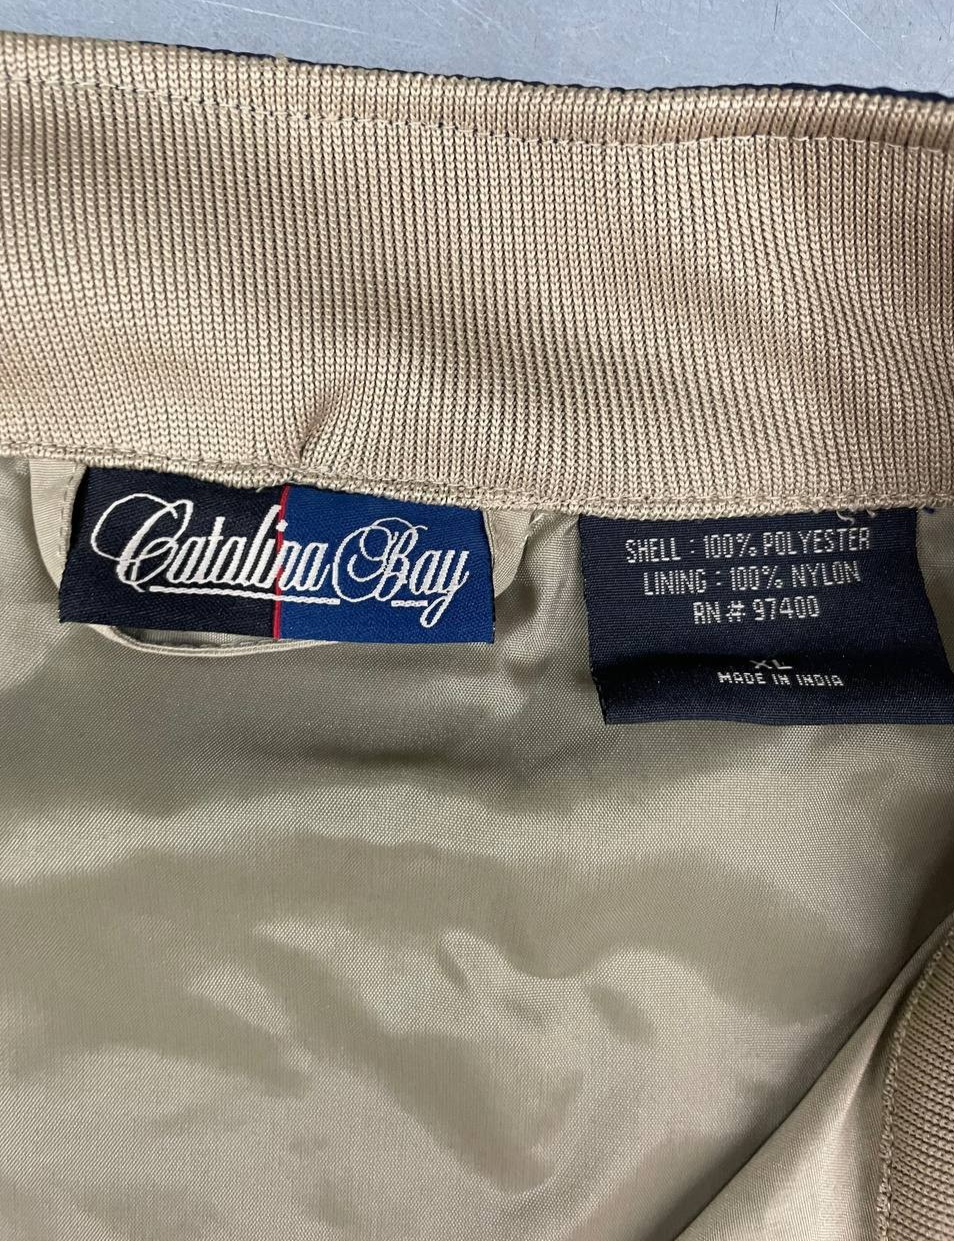 Catalina Bay
SHELL : 100% POLYESTER
LINING : 100% NYLON
RN # 97400
XL
MADE IN INDIA